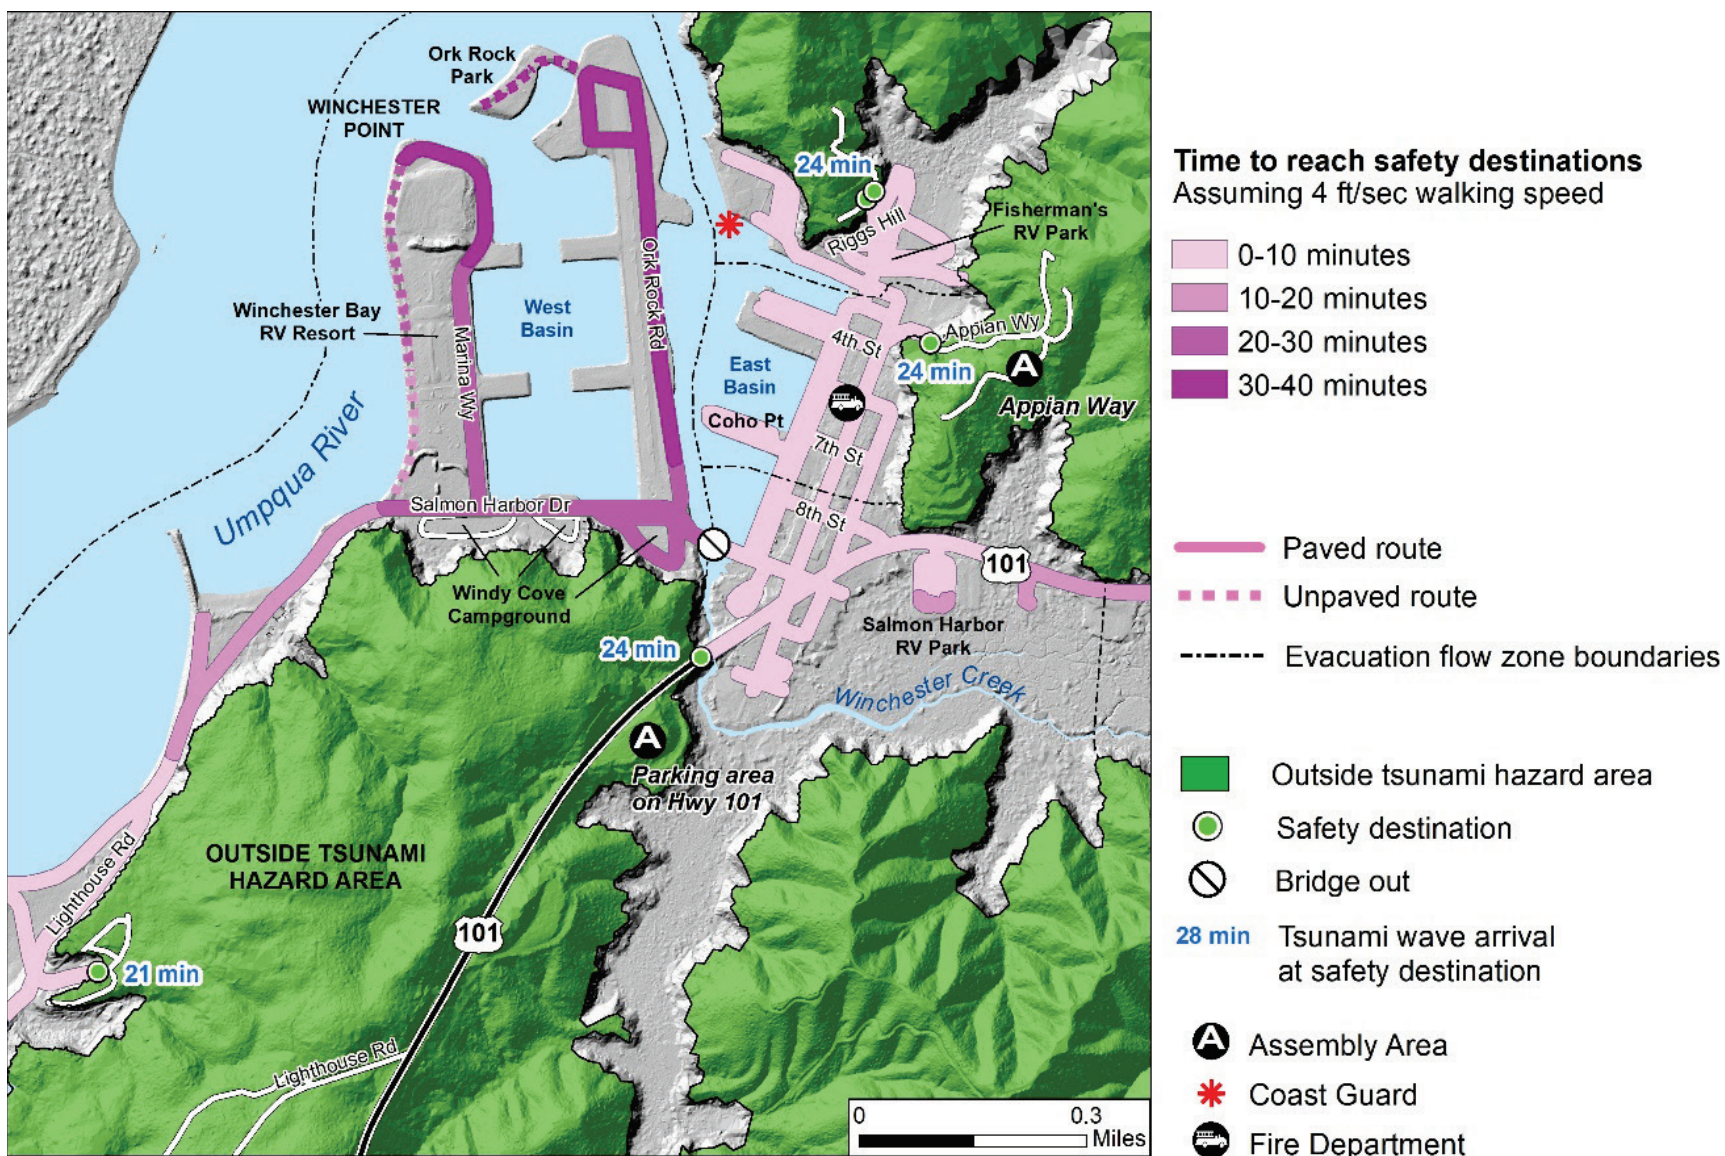 Ork Rock
Park
WINCHESTER
POINT
24 min
Fisherman's
RV Park
Riggs Hill
Ork Rock Rd
Winchester Bay
RV Resort
West
Basin
Marina Wy
4th St
Appian Wy
24 min
East
Basin
Appian Way
Coho Pt
7th St
Umpqua River
Salmon Harbor Dr
8th St
101
Windy Cove
Campground
24 min
Salmon Harbor
RV Park
Winchester Creek
A
A
Parking area
on Hwy 101
OUTSIDE TSUNAMI
HAZARD AREA
Lighthouse Rd
101
21 min
Lighthouse Rd
0
0.3
Miles
Time to reach safety destinations
Assuming 4 ft/sec walking speed
0-10 minutes
10-20 minutes
20-30 minutes
30-40 minutes
Paved route
Unpaved route
Evacuation flow zone boundaries
Outside tsunami hazard area
Safety destination
Bridge out
28 min
Tsunami wave arrival
at safety destination
A
Assembly Area
Coast Guard
Fire Department